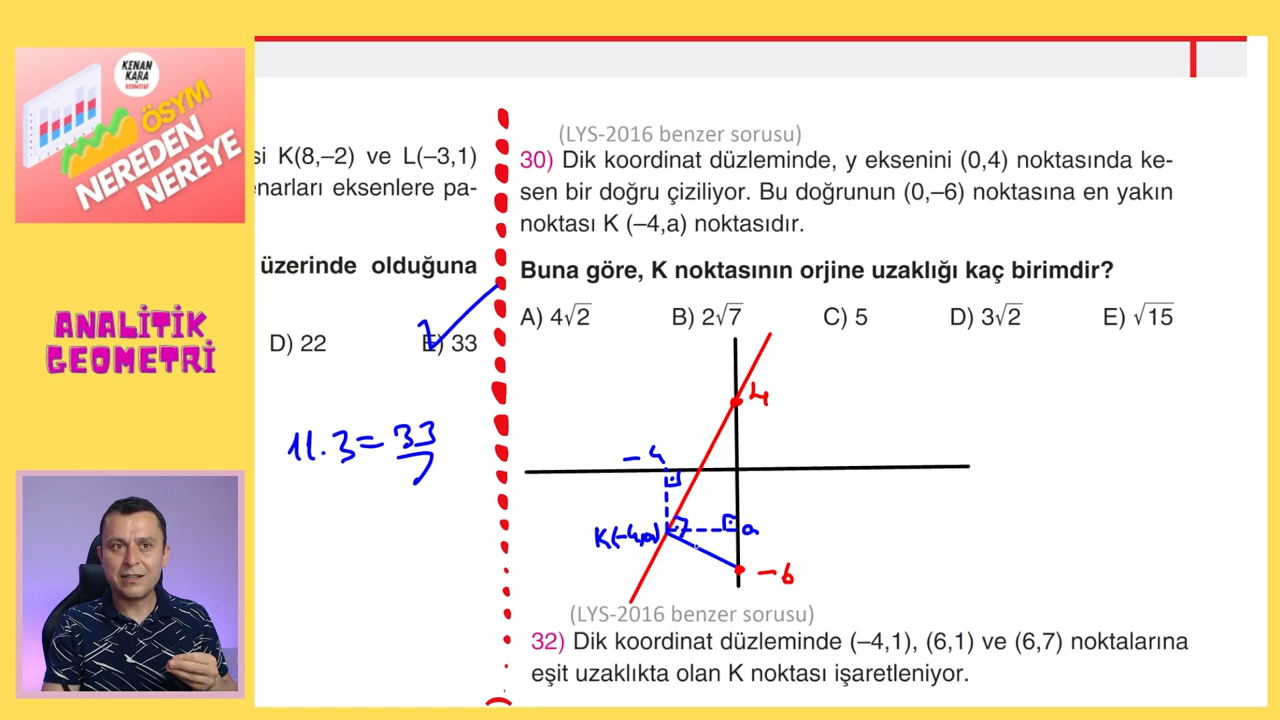 KENAN
KARA
GEOMETRİ
ÖSYM
NEREDEN
NEREYE
ANALİTİK
GEOMETRİ
si K(8,–2) ve L(–3,1)
enarları eksenlere pa-
üzerinde olduğuna
D) 22 E) 33
11.3=33
(LYS-2016 benzer sorusu)
30) Dik koordinat düzleminde, y eksenini (0,4) noktasında ke-
sen bir doğru çiziliyor. Bu doğrunun (0,–6) noktasına en yakın
noktası K (–4,a) noktasıdır.
Buna göre, K noktasının orjine uzaklığı kaç birimdir?
A) 4√2 B) 2√7 C) 5 D) 3√2 E) √15
4
–4
K(–4,a) a
–6
(LYS-2016 benzer sorusu)
32) Dik koordinat düzleminde (–4,1), (6,1) ve (6,7) noktalarına
eşit uzaklıkta olan K noktası işaretleniyor.